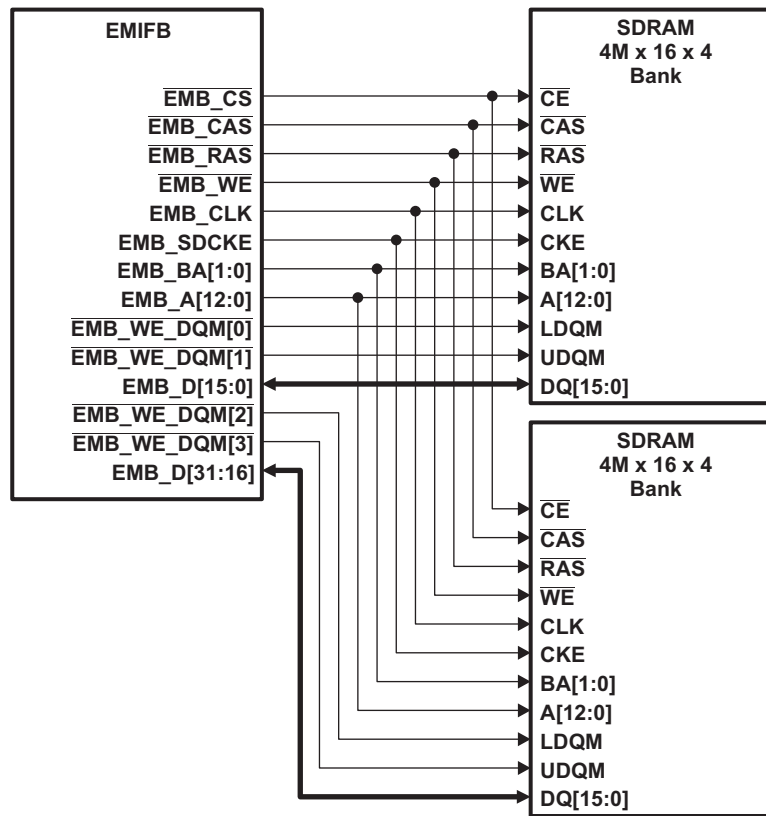 EMIFB
EMB_CS
EMB_CAS
EMB_RAS
EMB_WE
EMB_CLK
EMB_SDCKE
EMB_BA[1:0]
EMB_A[12:0]
EMB_WE_DQM[0]
EMB_WE_DQM[1]
EMB_D[15:0]
EMB_WE_DQM[2]
EMB_WE_DQM[3]
EMB_D[31:16]
SDRAM
4M x 16 x 4
Bank
CE
CAS
RAS
WE
CLK
CKE
BA[1:0]
A[12:0]
LDQM
UDQM
DQ[15:0]
SDRAM
4M x 16 x 4
Bank
CE
CAS
RAS
WE
CLK
CKE
BA[1:0]
A[12:0]
LDQM
UDQM
DQ[15:0]